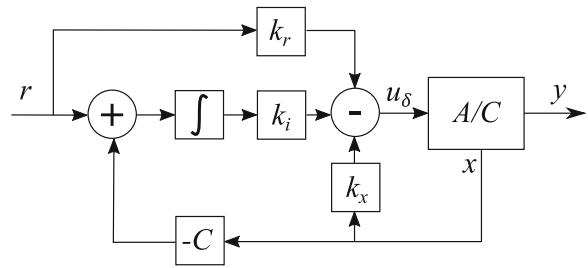 k_r
r
+
∫
k_i
-
u_δ
A/C
y
x
k_x
-C